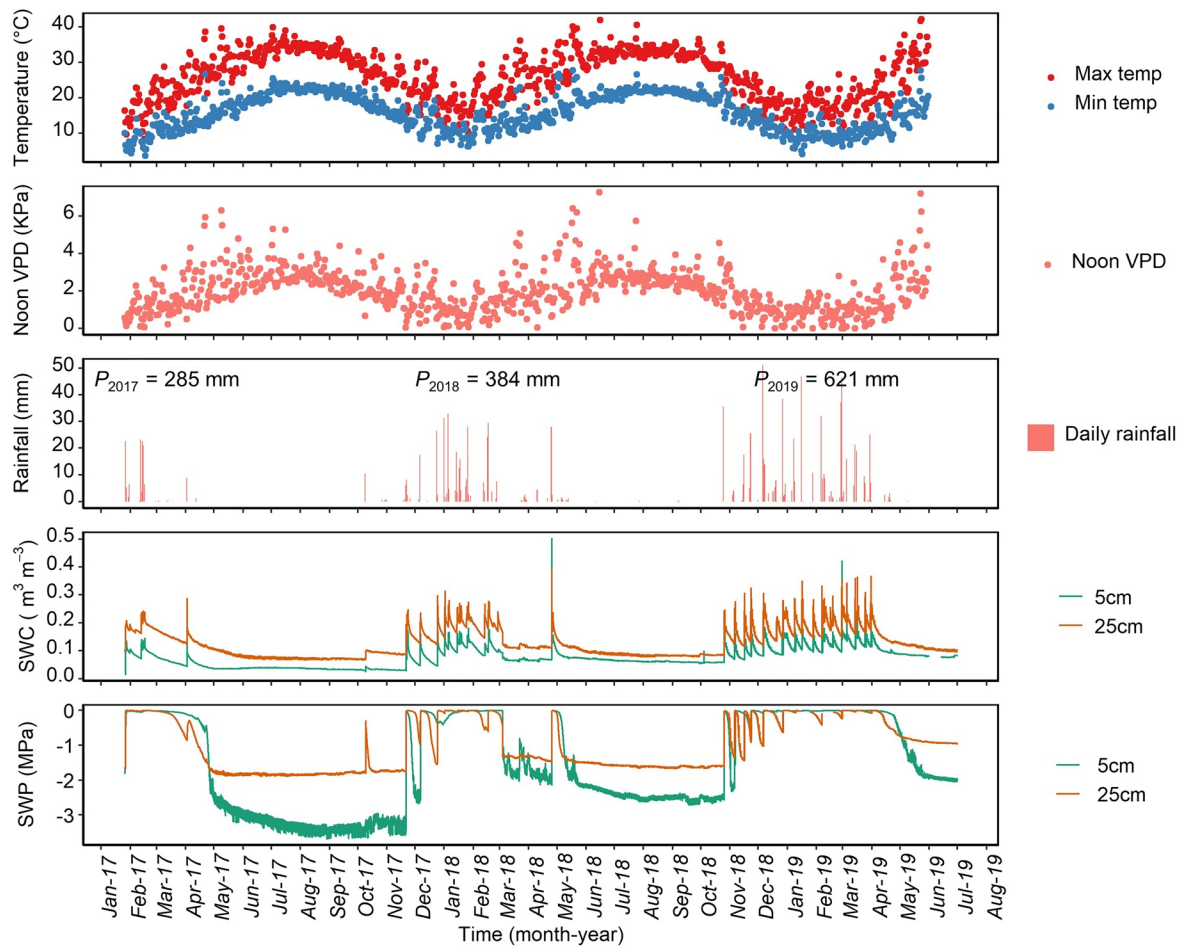 Temperature (°C)
40
30
20
10
Max temp
Min temp
Noon VPD (KPa)
6
4
2
0
Noon VPD
Rainfall (mm)
50
40
30
20
10
0
P2017 = 285 mm
P2018 = 384 mm
P2019 = 621 mm
Daily rainfall
SWC ( m³ m⁻³)
0.5
0.4
0.3
0.2
0.1
0.0
5cm
25cm
SWP (MPa)
0
-1
-2
-3
5cm
25cm
Jan-17
Feb-17
Mar-17
Apr-17
May-17
Jun-17
Jul-17
Aug-17
Sep-17
Oct-17
Nov-17
Dec-17
Jan-18
Feb-18
Mar-18
Apr-18
May-18
Jun-18
Jul-18
Aug-18
Sep-18
Oct-18
Nov-18
Dec-18
Jan-19
Feb-19
Mar-19
Apr-19
May-19
Jun-19
Jul-19
Aug-19
Time (month-year)